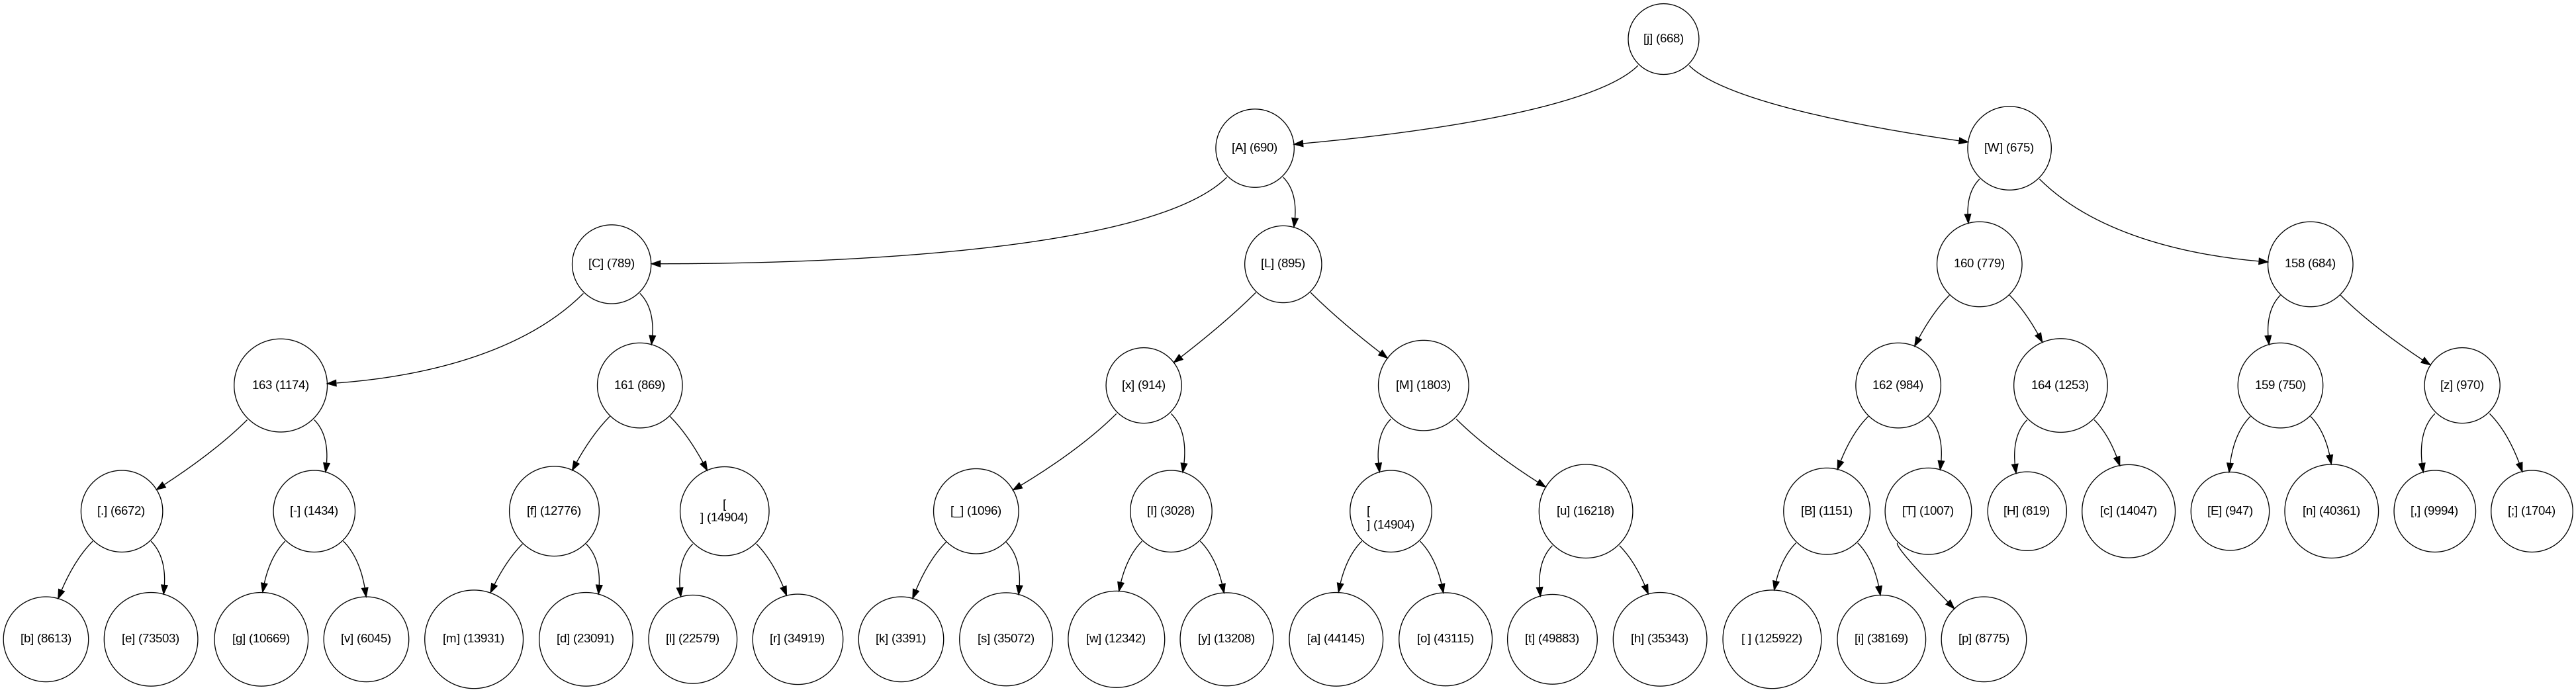 [j] (668)
[A] (690)
[W] (675)
[C] (789)
[L] (895)
160 (779)
158 (684)
163 (1174)
161 (869)
[x] (914)
[M] (1803)
162 (984)
164 (1253)
159 (750)
[z] (970)
[.] (6672)
[-] (1434)
[f] (12776)
[
] (14904)
[_] (1096)
[I] (3028)
[
] (14904)
[u] (16218)
[B] (1151)
[T] (1007)
[H] (819)
[c] (14047)
[E] (947)
[n] (40361)
[,] (9994)
[;] (1704)
[b] (8613)
[e] (73503)
[g] (10669)
[v] (6045)
[m] (13931)
[d] (23091)
[l] (22579)
[r] (34919)
[k] (3391)
[s] (35072)
[w] (12342)
[y] (13208)
[a] (44145)
[o] (43115)
[t] (49883)
[h] (35343)
[ ] (125922)
[i] (38169)
[p] (8775)